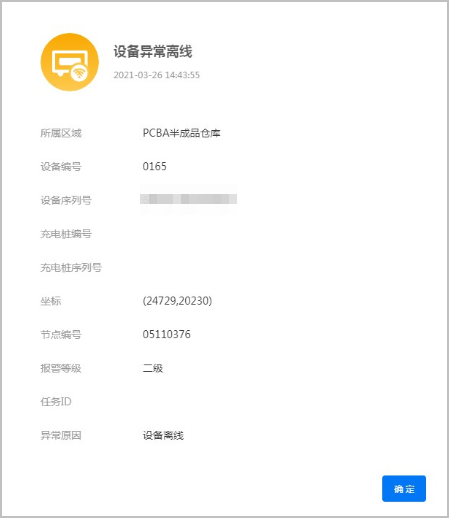 设备异常离线
2021-03-26 14:43:55
所属区域 PCBA半成品仓库
设备编号 0165
设备序列号
充电桩编号
充电桩序列号
坐标 (24729,20230)
节点编号 05110376
报警等级 二级
任务ID
异常原因 设备离线
确定